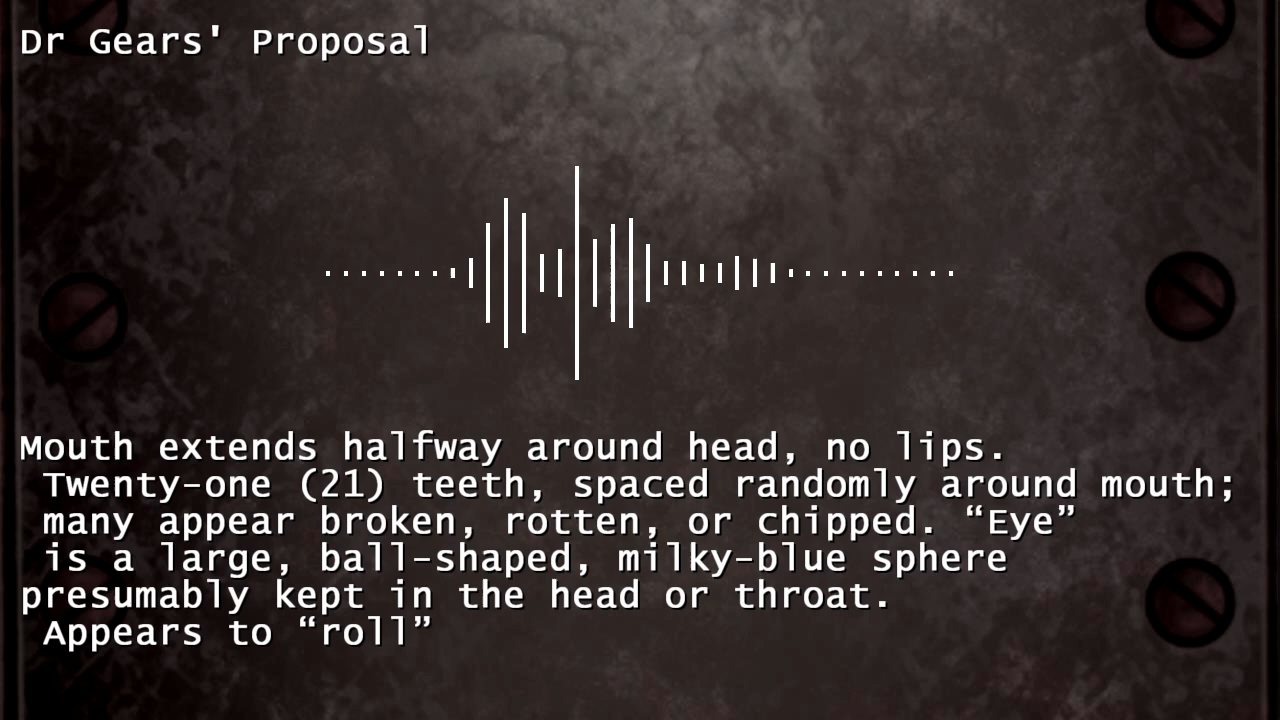 Dr Gears' Proposal
Mouth extends halfway around head, no lips.
Twenty-one (21) teeth, spaced randomly around mouth;
many appear broken, rotten, or chipped. “Eye”
is a large, ball-shaped, milky-blue sphere
presumably kept in the head or throat.
Appears to “roll”